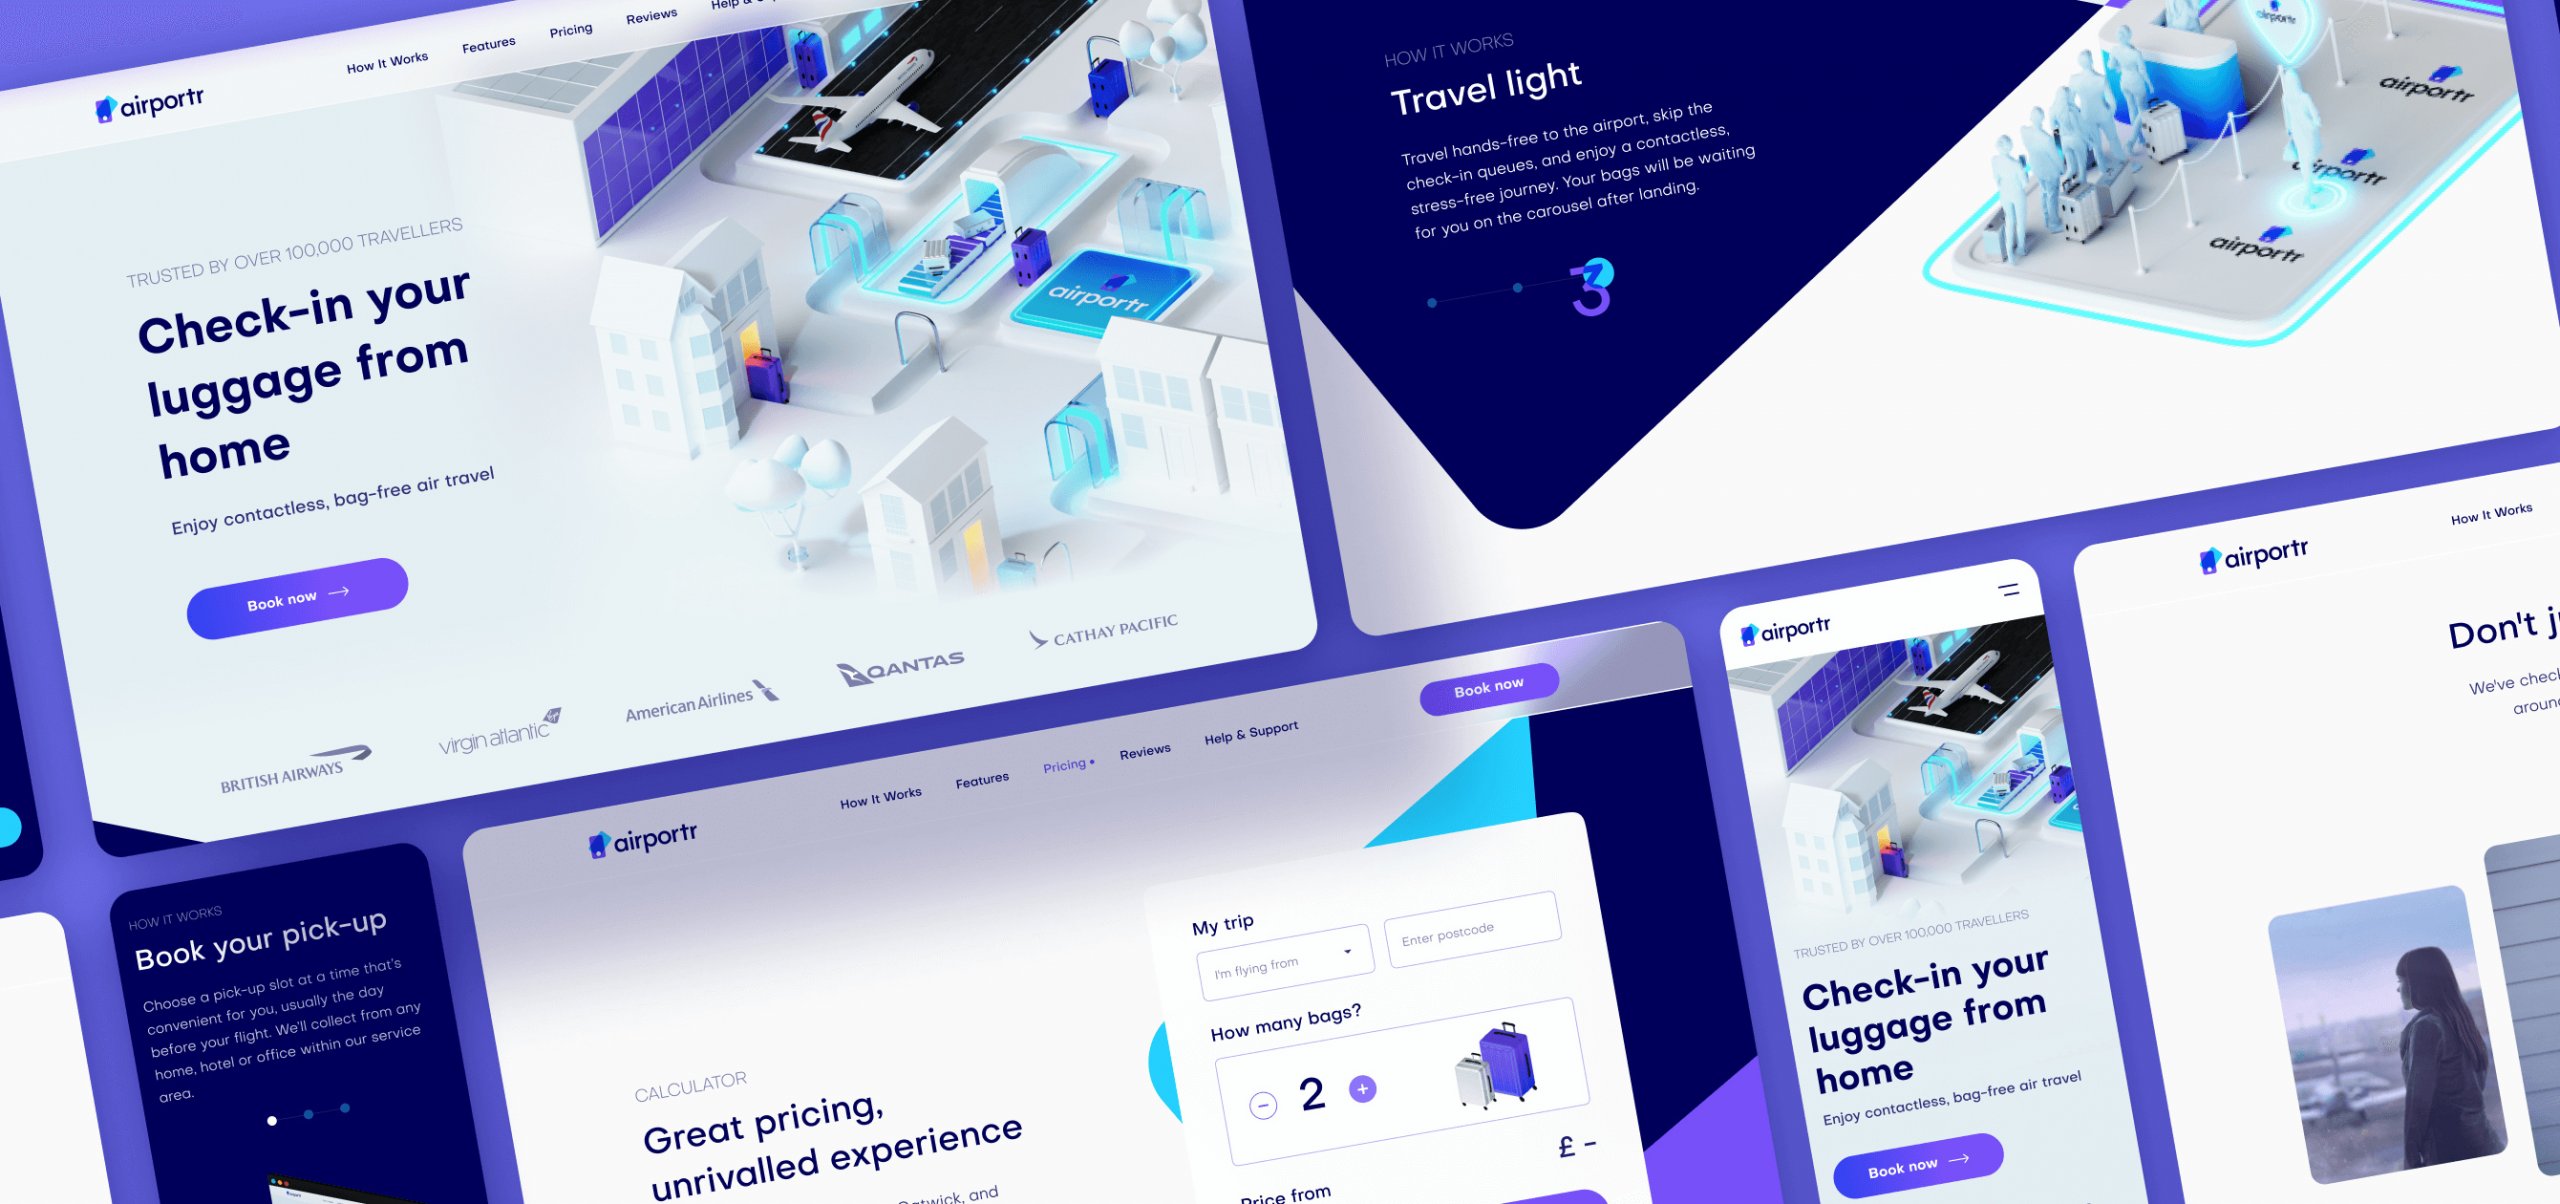 airportr
How It Works
Features
Pricing
Reviews
Help &
TRUSTED BY OVER 100,000 TRAVELLERS
Check-in your
luggage from
home
Enjoy contactless, bag-free air travel
Book now
airportr
BRITISH AIRWAYS
virgin atlantic
American Airlines
QANTAS
CATHAY PACIFIC
HOW IT WORKS
Travel light
Travel hands-free to the airport, skip the
check-in queues, and enjoy a contactless,
stress-free journey. Your bags will be waiting
for you on the carousel after landing.
3
airportr
airportr
airportr
airportr
HOW IT WORKS
Book your pick-up
Choose a pick-up slot at a time that's
convenient for you, usually the day
before your flight. We'll collect from any
home, hotel or office within our service
area.
airportr
How It Works
Features
Pricing
Reviews
Help & Support
Book now
CALCULATOR
Great pricing,
unrivalled experience
Gatwick, and
My trip
I'm flying from
Enter postcode
How many bags?
2
£ -
Price from
airportr
TRUSTED BY OVER 100,000 TRAVELLERS
Check-in your
luggage from
home
Enjoy contactless, bag-free air travel
Book now
airportr
How It Works
Don't
We've